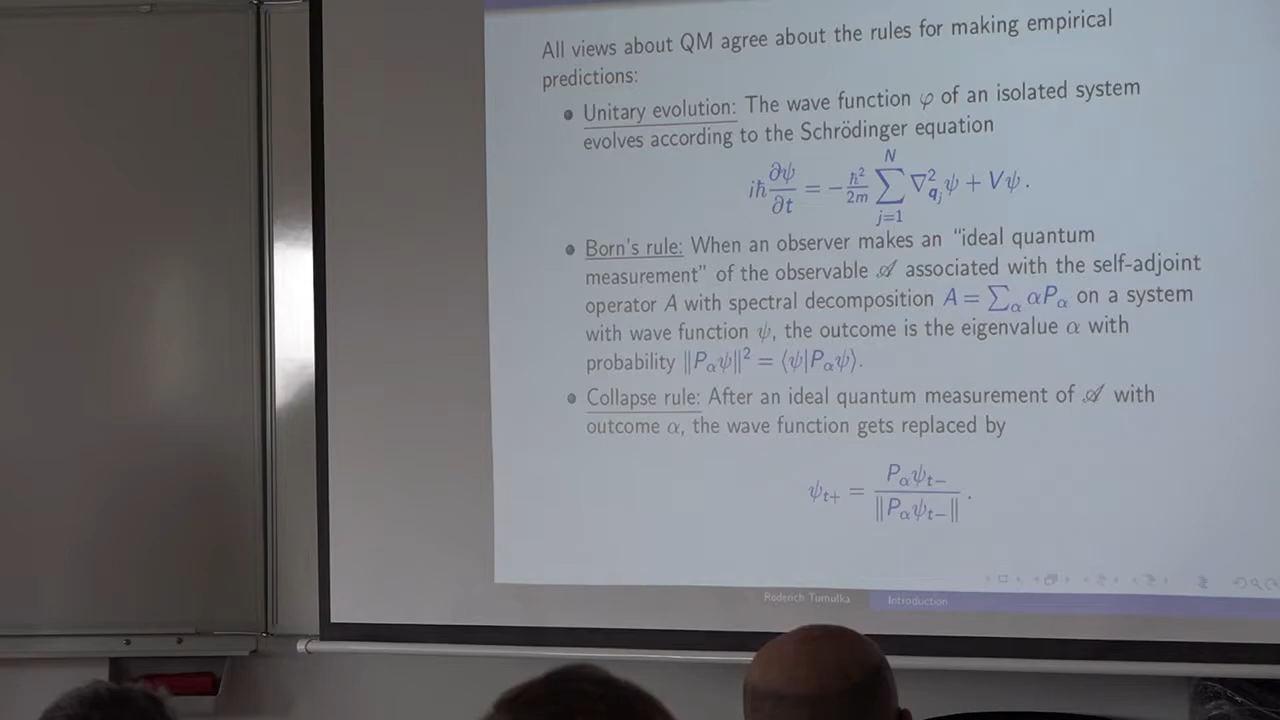 All views about QM agree about the rules for making empirical
predictions:
• Unitary evolution: The wave function φ of an isolated system
evolves according to the Schrödinger equation
iℏ ∂ψ/∂t = −ℏ²/2m ∑_{j=1}^{N} ∇²_{q_j} ψ + Vψ.
• Born's rule: When an observer makes an “ideal quantum
measurement” of the observable 𝒜 associated with the self-adjoint
operator A with spectral decomposition A = ∑_α αP_α on a system
with wave function ψ, the outcome is the eigenvalue α with
probability ‖P_αψ‖² = ⟨ψ|P_αψ⟩.
• Collapse rule: After an ideal quantum measurement of 𝒜 with
outcome α, the wave function gets replaced by
ψ_{t+} = P_αψ_{t−} / ‖P_αψ_{t−}‖ .
Roderich Tumulka Introduction